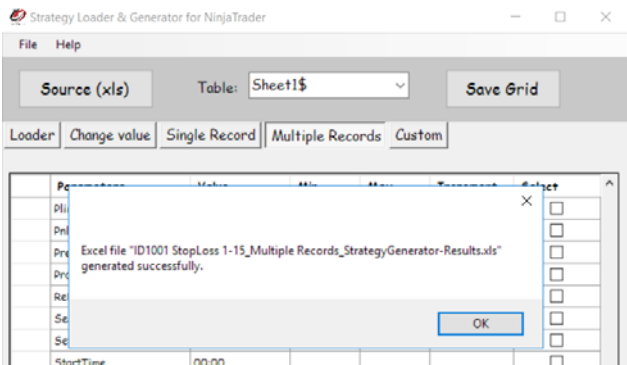 Strategy Loader & Generator for NinjaTrader
File Help
Source (xls) Table: Sheet1$ Save Grid
Loader Change value Single Record Multiple Records Custom
Parameters Value Min Max Increment Select
Excel file "ID1001 StopLoss 1-15_Multiple Records_StrategyGenerator-Results.xls"
generated successfully.
OK
StartTime 00:00